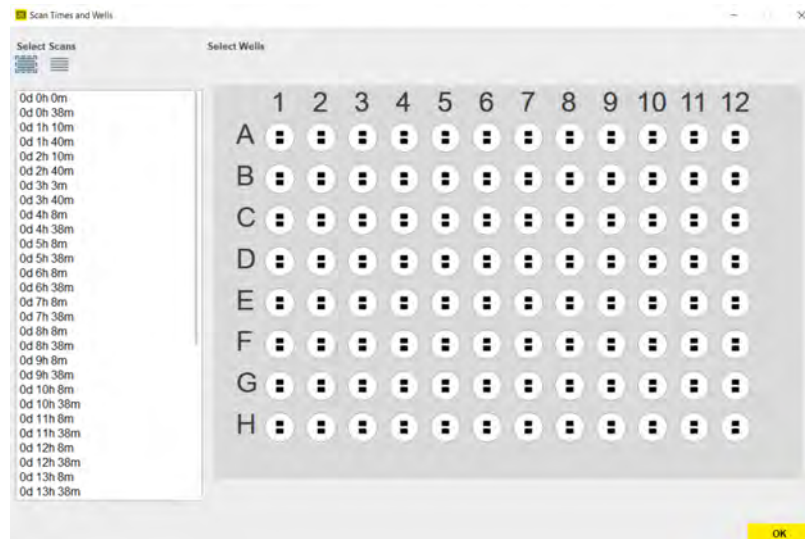 Scan Times and Wells
Select Scans
Select Wells
0d 0h 0m
0d 0h 38m
0d 1h 10m
0d 1h 40m
0d 2h 10m
0d 2h 40m
0d 3h 3m
0d 3h 40m
0d 4h 8m
0d 4h 38m
0d 5h 8m
0d 5h 38m
0d 6h 8m
0d 6h 38m
0d 7h 8m
0d 7h 38m
0d 8h 8m
0d 8h 38m
0d 9h 8m
0d 9h 38m
0d 10h 8m
0d 10h 38m
0d 11h 8m
0d 11h 38m
0d 12h 8m
0d 12h 38m
0d 13h 8m
0d 13h 38m
1 2 3 4 5 6 7 8 9 10 11 12
A
B
C
D
E
F
G
H
OK